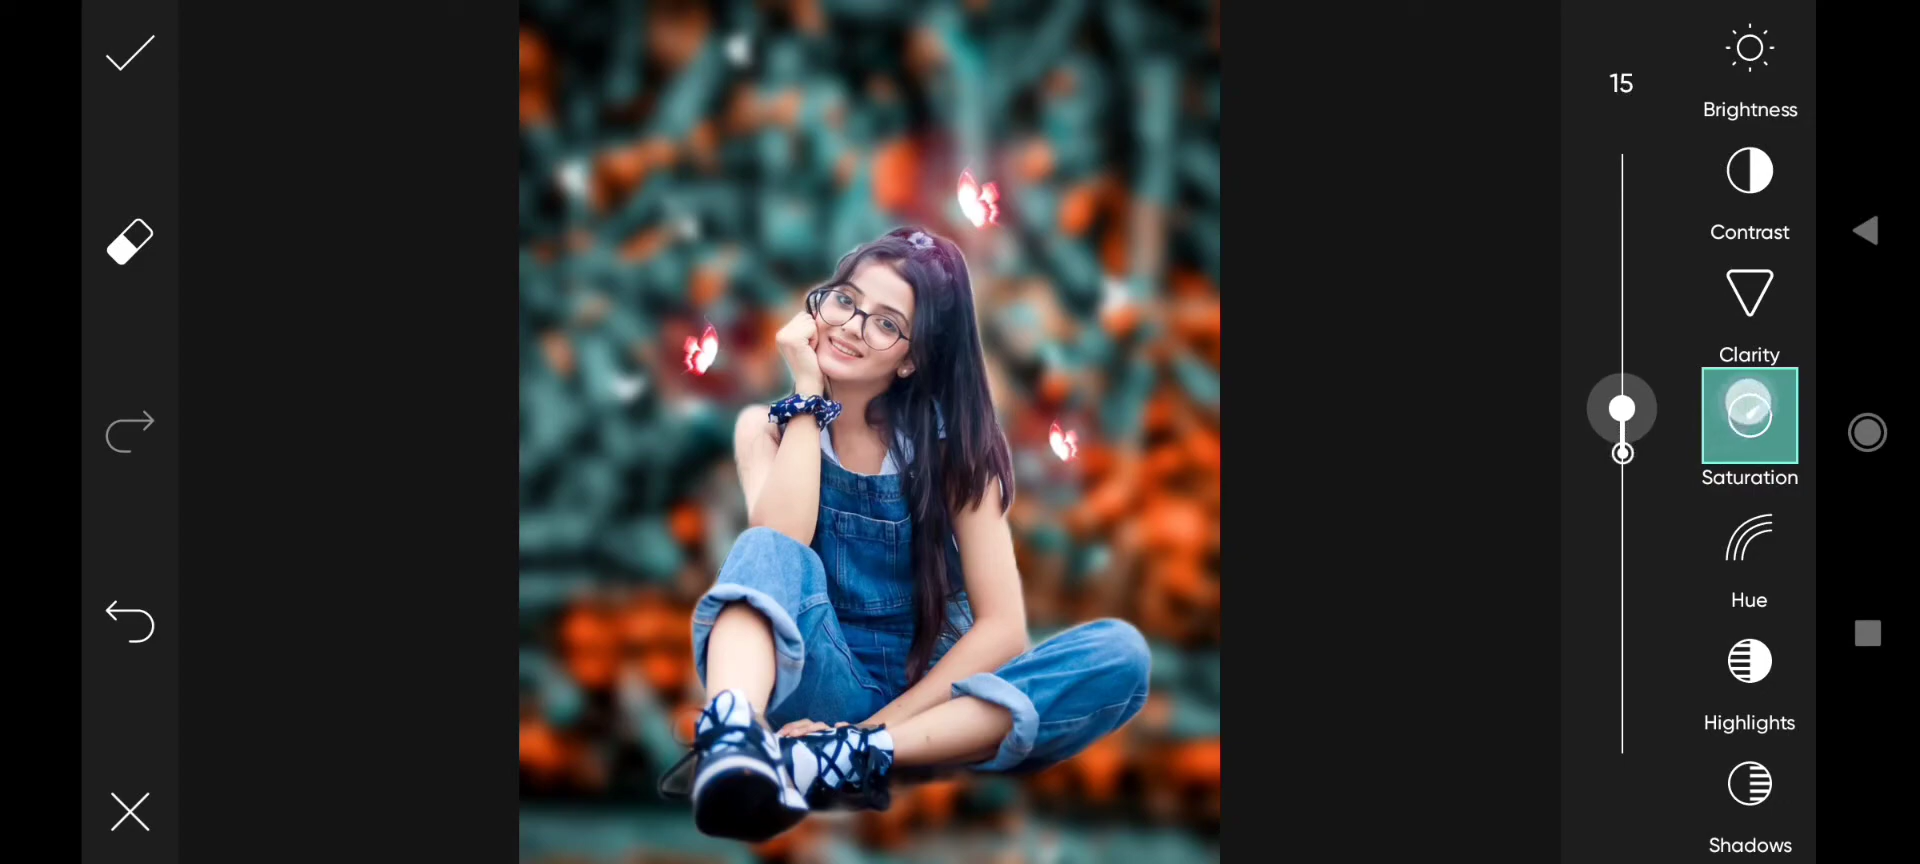 15
Brightness
Contrast
Clarity
Saturation
Hue
Highlights
Shadows